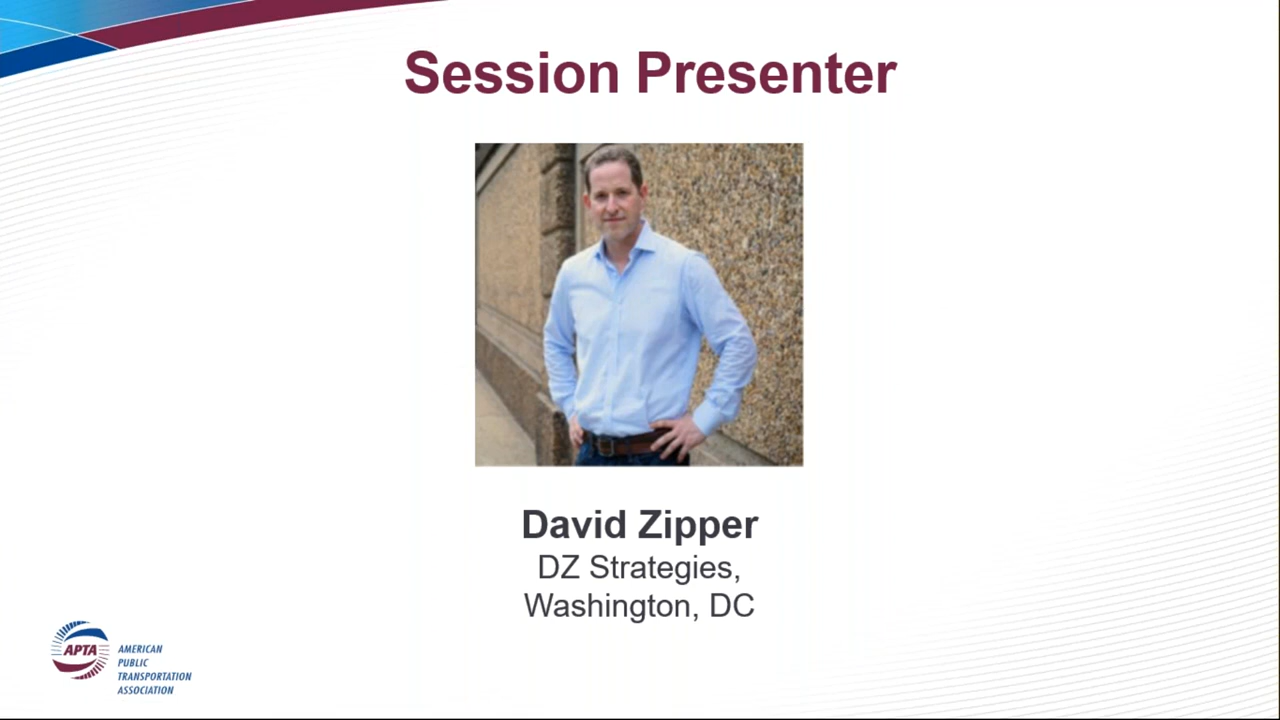 Session Presenter
David Zipper
DZ Strategies,
Washington, DC
APTA
AMERICAN
PUBLIC
TRANSPORTATION
ASSOCIATION